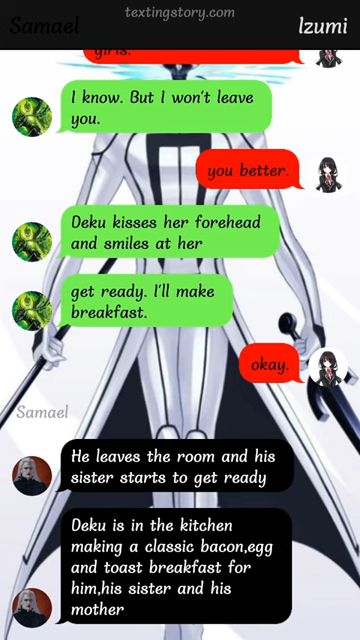 textingstory.com
Samael
Izumi
girls.
I know. But I won't leave
you.
you better.
Deku kisses her forehead
and smiles at her
get ready. I'll make
breakfast.
okay.
Samael
He leaves the room and his
sister starts to get ready
Deku is in the kitchen
making a classic bacon,egg
and toast breakfast for
him,his sister and his
mother